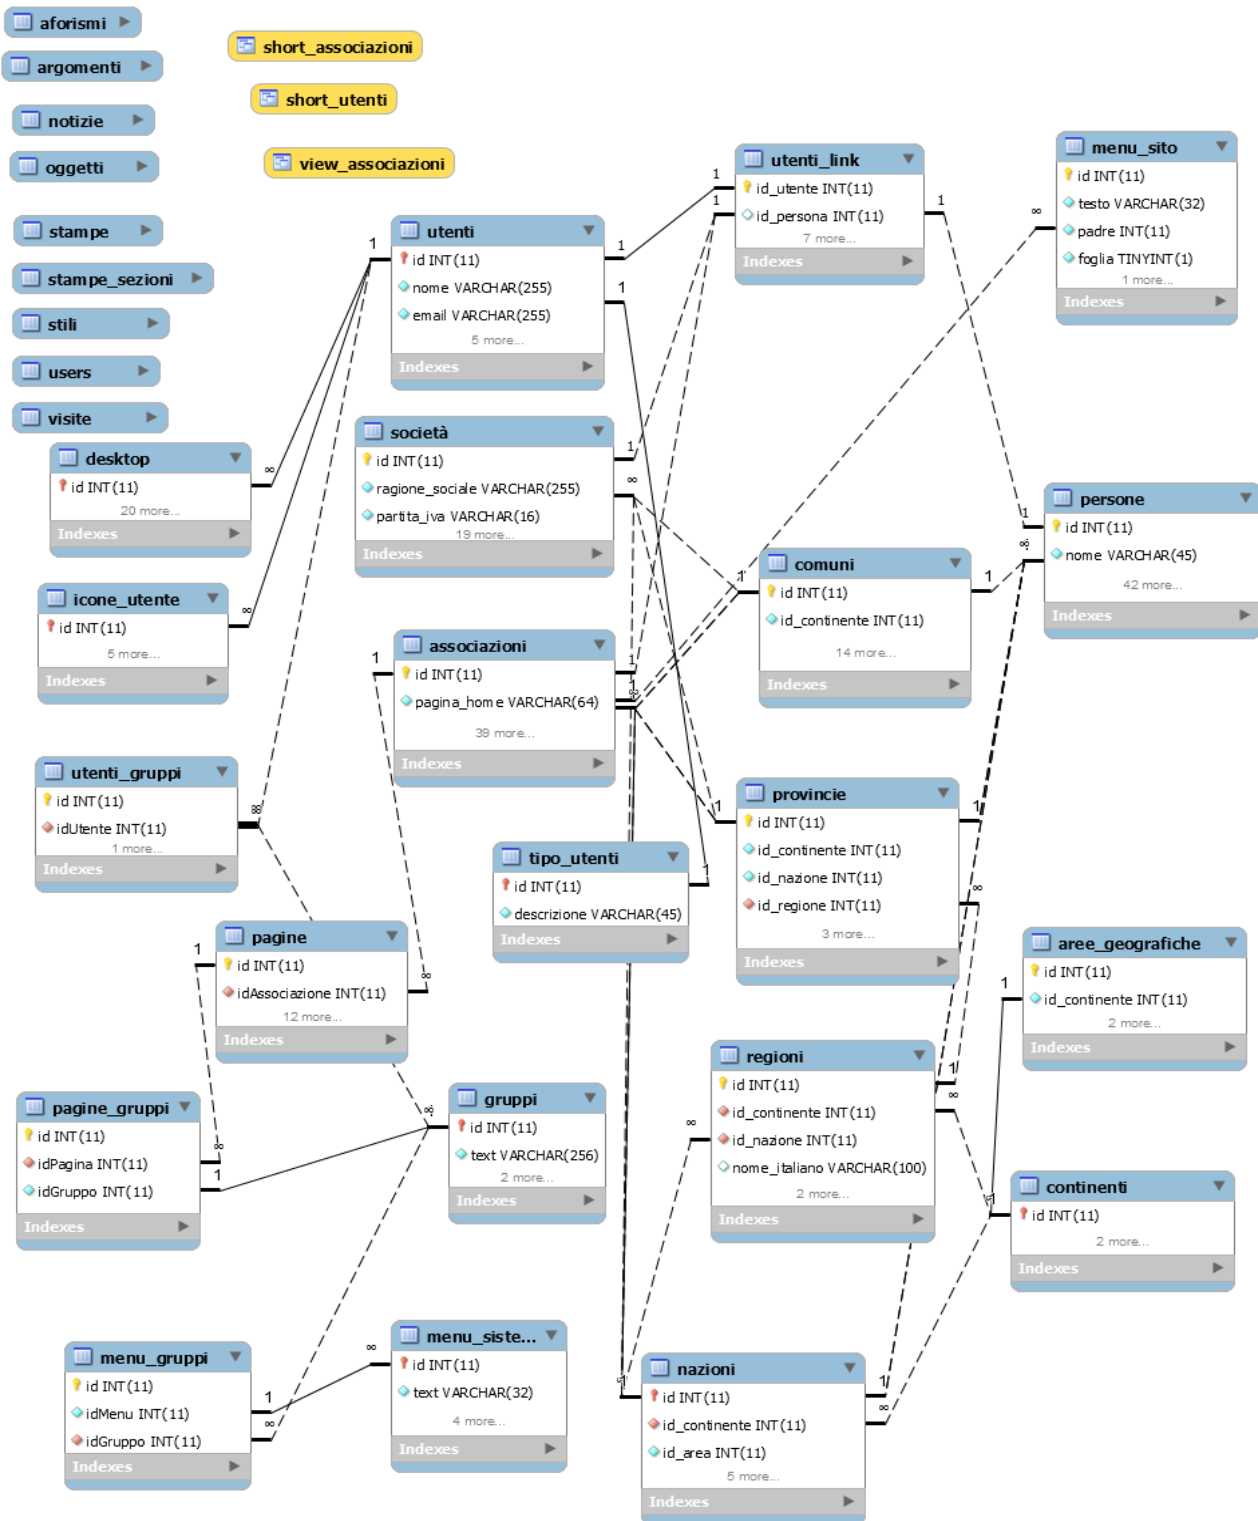 aforismi
argomenti
notizie
oggetti
stampe
stampe_sezioni
stili
users
visite
short_associazioni
short_utenti
view_associazioni
utenti
id INT(11)
nome VARCHAR(255)
email VARCHAR(255)
5 more...
Indexes
utenti_link
id_utente INT(11)
id_persona INT(11)
7 more...
Indexes
menu_sito
id INT(11)
testo VARCHAR(32)
padre INT(11)
foglia TINYINT(1)
1 more...
Indexes
desktop
id INT(11)
20 more...
Indexes
società
id INT(11)
ragione_sociale VARCHAR(255)
partita_iva VARCHAR(16)
19 more...
Indexes
persone
id INT(11)
nome VARCHAR(45)
42 more...
Indexes
icone_utente
id INT(11)
5 more...
Indexes
associazioni
id INT(11)
pagina_home VARCHAR(64)
39 more...
Indexes
comuni
id INT(11)
id_continente INT(11)
14 more...
Indexes
utenti_gruppi
id INT(11)
idUtente INT(11)
1 more...
Indexes
tipo_utenti
id INT(11)
descrizione VARCHAR(45)
Indexes
provincie
id INT(11)
id_continente INT(11)
id_nazione INT(11)
id_regione INT(11)
3 more...
Indexes
pagine
id INT(11)
idAssociazione INT(11)
12 more...
Indexes
aree_geografiche
id INT(11)
id_continente INT(11)
2 more...
Indexes
pagine_gruppi
id INT(11)
idPagina INT(11)
idGruppo INT(11)
Indexes
gruppi
id INT(11)
text VARCHAR(256)
2 more...
Indexes
regioni
id INT(11)
id_continente INT(11)
id_nazione INT(11)
nome_italiano VARCHAR(100)
2 more...
Indexes
continenti
id INT(11)
2 more...
Indexes
menu_gruppi
id INT(11)
idMenu INT(11)
idGruppo INT(11)
Indexes
menu_siste...
id INT(11)
text VARCHAR(32)
4 more...
Indexes
nazioni
id INT(11)
id_continente INT(11)
id_area INT(11)
5 more...
Indexes